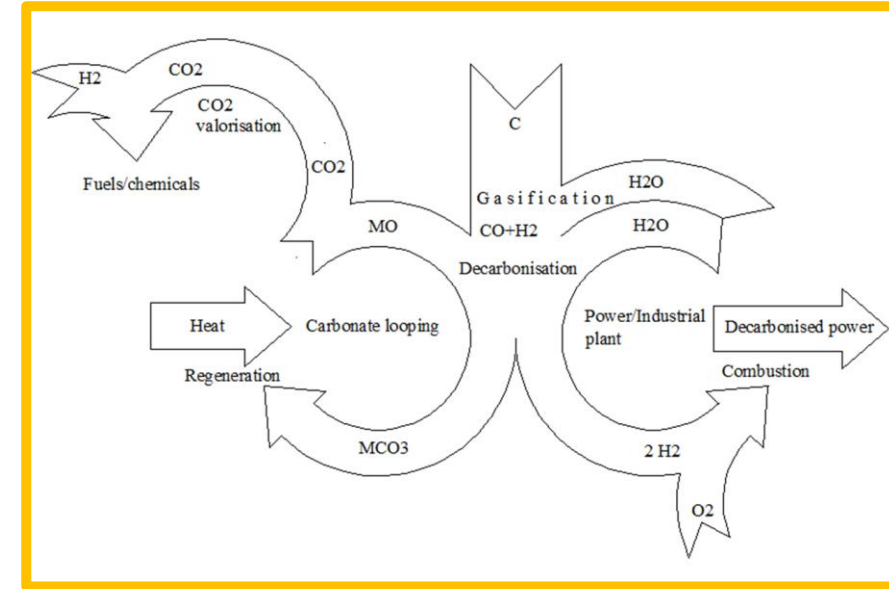 H2
CO2
CO2
valorisation
Fuels/chemicals
CO2
C
Gasification
H2O
MO
CO+H2
H2O
Decarbonisation
Heat
Carbonate looping
Power/Industrial
plant
Decarbonised power
Regeneration
Combustion
MCO3
2 H2
O2